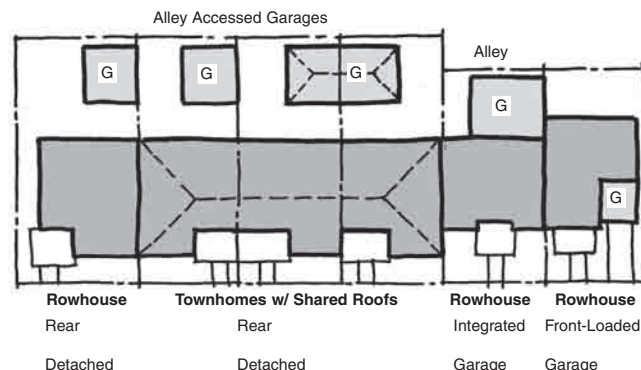 Alley Accessed Garages
Alley
G
G
G
G
G
Rowhouse Townhomes w/ Shared Roofs Rowhouse Rowhouse
Rear Rear Integrated Front-Loaded
Detached Detached Garage Garage